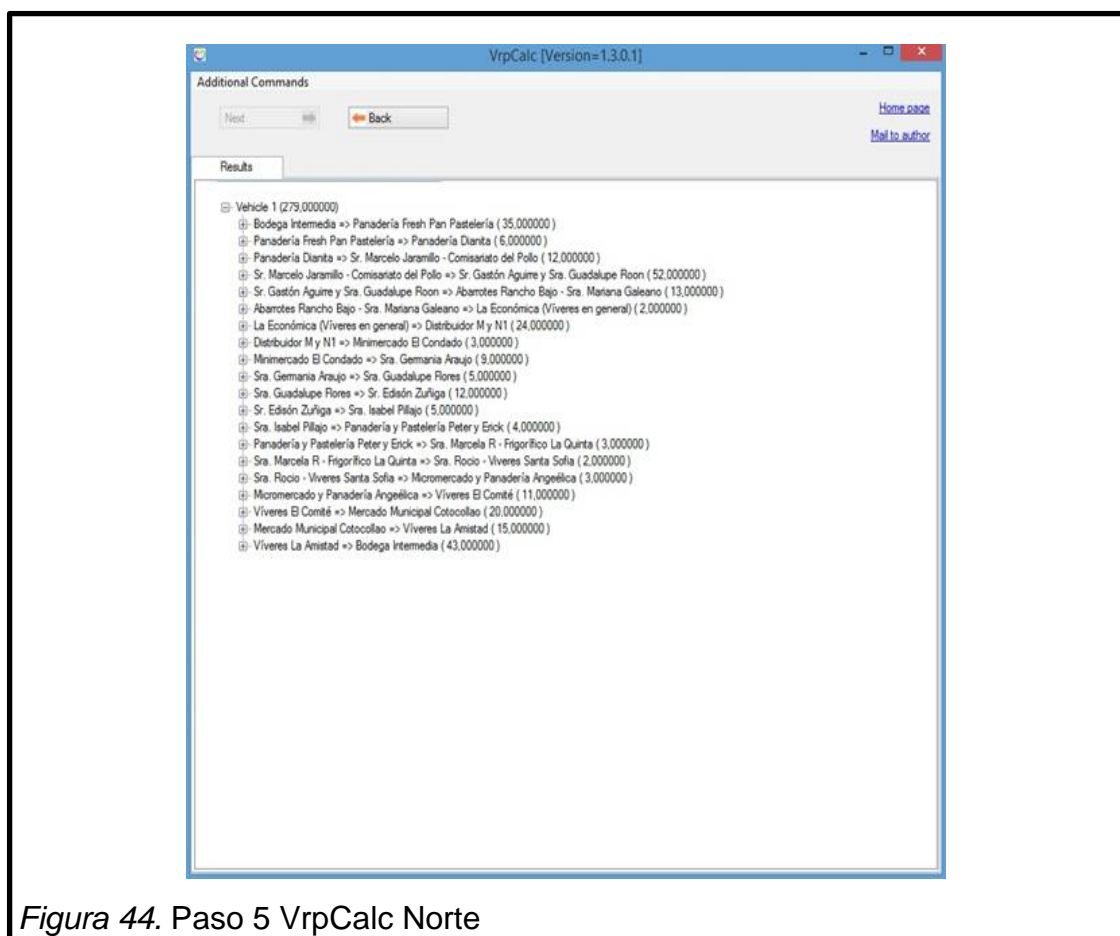 VrpCalc [Version=1.3.0.1]
Additional Commands
Next
Back
Home page
Mail to author
Results
Vehicle 1 (279,000000)
Bodega Intermedia => Panadería Fresh Pan Pastelería ( 35,000000 )
Panadería Fresh Pan Pastelería => Panadería Dianita ( 6,000000 )
Panadería Dianita => Sr. Marcelo Jaramillo - Comisariato del Pollo ( 12,000000 )
Sr. Marcelo Jaramillo - Comisariato del Pollo => Sr. Gastón Aguirre y Sra. Guadalupe Roon ( 52,000000 )
Sr. Gastón Aguirre y Sra. Guadalupe Roon => Abarrotes Rancho Bajo - Sra. Mariana Galeano ( 13,000000 )
Abarrotes Rancho Bajo - Sra. Mariana Galeano => La Económica (Víveres en general) ( 2,000000 )
La Económica (Víveres en general) => Distribuidor M y N1 ( 24,000000 )
Distribuidor M y N1 => Minimercado El Condado ( 3,000000 )
Minimercado El Condado => Sra. Germania Araujo ( 9,000000 )
Sra. Germania Araujo => Sra. Guadalupe Flores ( 5,000000 )
Sra. Guadalupe Flores => Sr. Edisón Zuñiga ( 12,000000 )
Sr. Edisón Zuñiga => Sra. Isabel Pillajo ( 5,000000 )
Sra. Isabel Pillajo => Panadería y Pastelería Peter y Erick ( 4,000000 )
Panadería y Pastelería Peter y Erick => Sra. Marcela R - Frigorífico La Quinta ( 3,000000 )
Sra. Marcela R - Frigorífico La Quinta => Sra. Rocio - Viveres Santa Sofia ( 2,000000 )
Sra. Rocio - Viveres Santa Sofia => Micromercado y Panadería Angeélica ( 3,000000 )
Micromercado y Panadería Angeélica => Víveres El Comité ( 11,000000 )
Víveres El Comité => Mercado Municipal Cotocollao ( 20,000000 )
Mercado Municipal Cotocollao => Víveres La Amistad ( 15,000000 )
Víveres La Amistad => Bodega Intermedia ( 43,000000 )
Figura 44. Paso 5 VrpCalc Norte